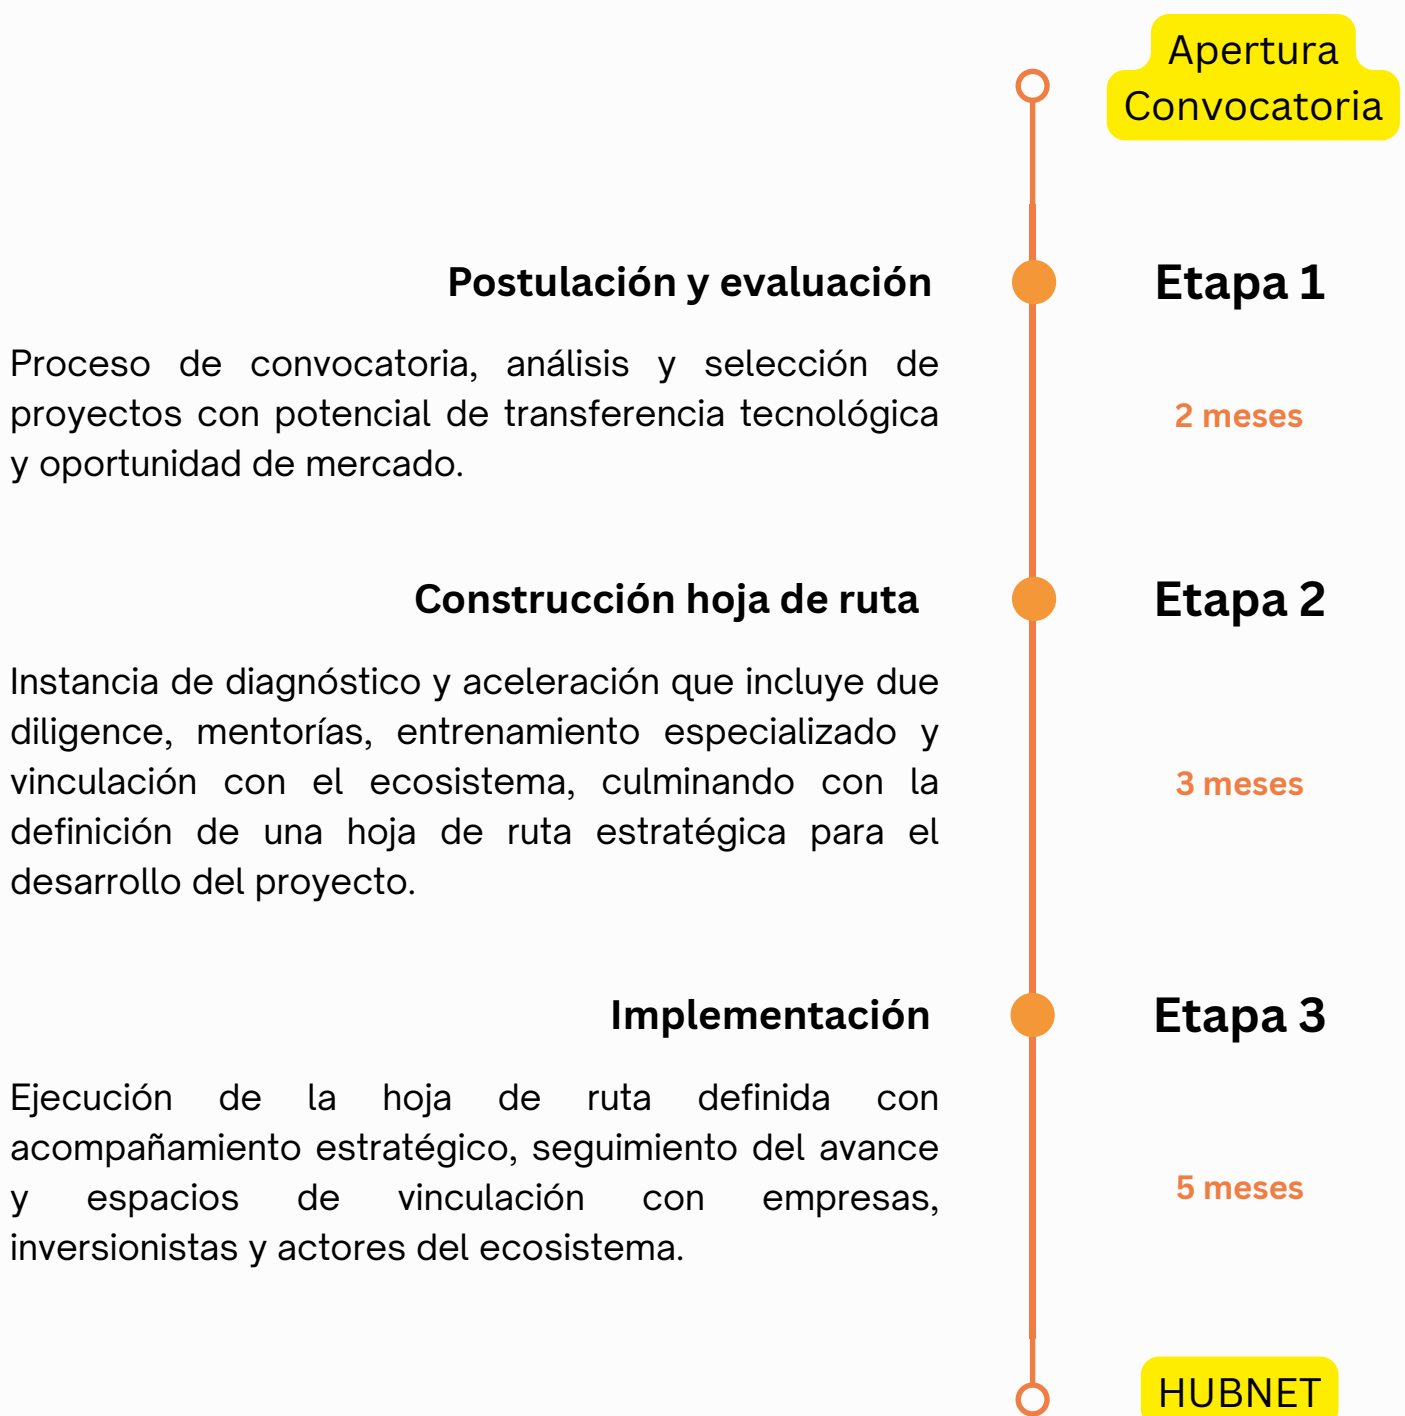 Apertura
Convocatoria
Postulación y evaluación
Etapa 1
Proceso de convocatoria, análisis y selección de
proyectos con potencial de transferencia tecnológica
y oportunidad de mercado.
2 meses
Construcción hoja de ruta
Etapa 2
Instancia de diagnóstico y aceleración que incluye due
diligence, mentorías, entrenamiento especializado y
vinculación con el ecosistema, culminando con la
definición de una hoja de ruta estratégica para el
desarrollo del proyecto.
3 meses
Implementación
Etapa 3
Ejecución de la hoja de ruta definida con
acompañamiento estratégico, seguimiento del avance
y espacios de vinculación con empresas,
inversionistas y actores del ecosistema.
5 meses
HUBNET